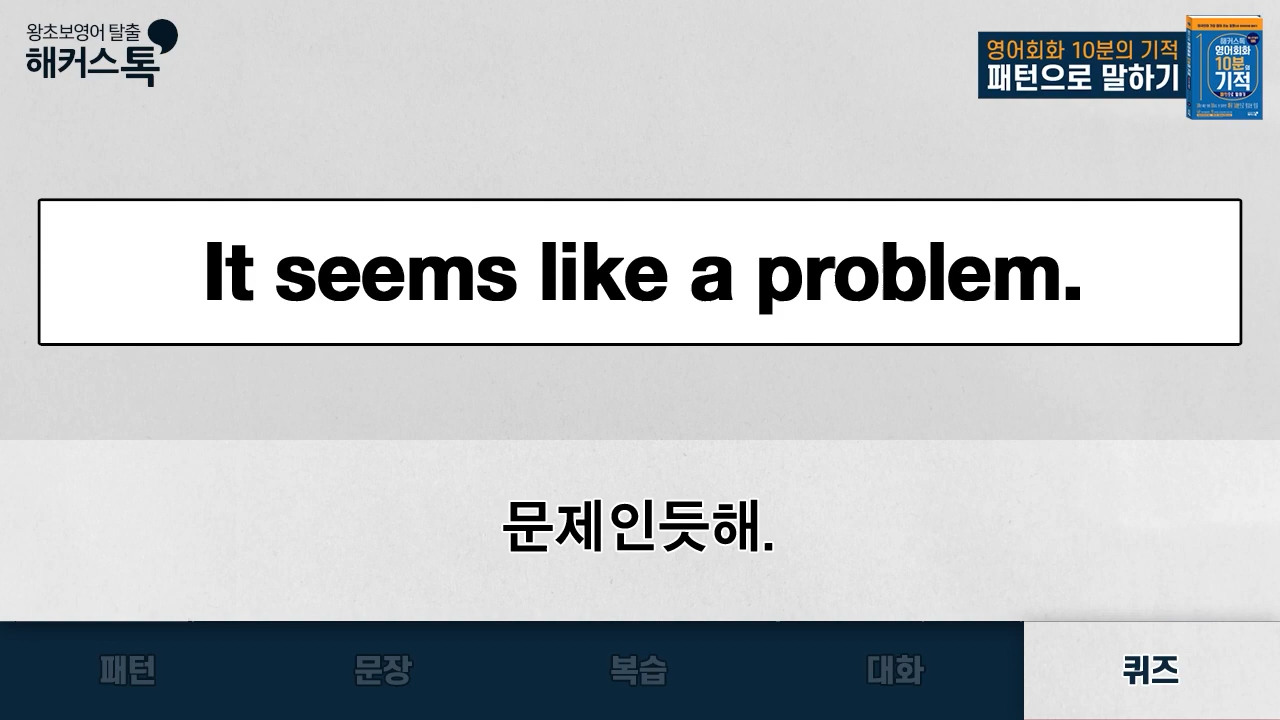 왕초보영어 탈출
해커스톡
영어회화 10분의 기적
패턴으로 말하기
해커스톡
영어회화
10분의
기적
It seems like a problem.
문제인듯해.
패턴
문장
복습
대화
퀴즈